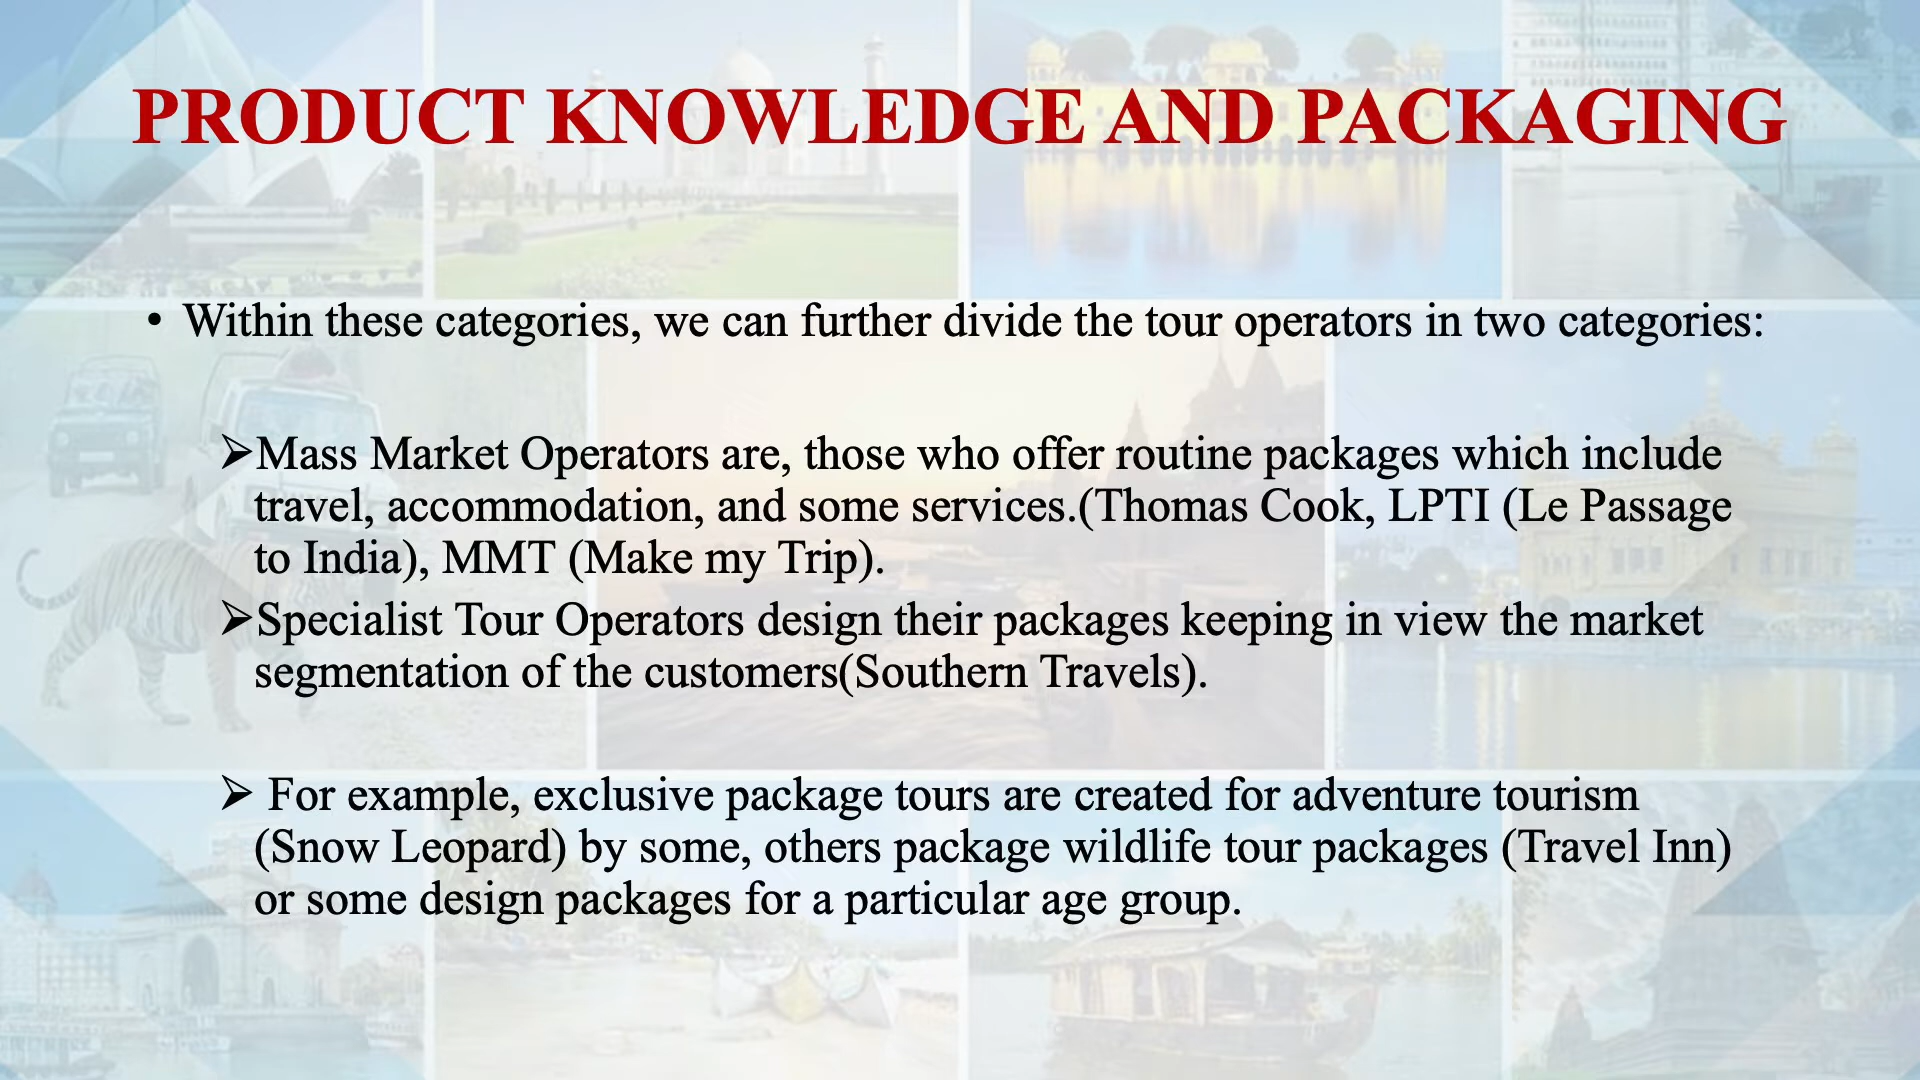 PRODUCT KNOWLEDGE AND PACKAGING
• Within these categories, we can further divide the tour operators in two categories:
➢Mass Market Operators are, those who offer routine packages which include
travel, accommodation, and some services.(Thomas Cook, LPTI (Le Passage
to India), MMT (Make my Trip).
➢Specialist Tour Operators design their packages keeping in view the market
segmentation of the customers(Southern Travels).
➢ For example, exclusive package tours are created for adventure tourism
(Snow Leopard) by some, others package wildlife tour packages (Travel Inn)
or some design packages for a particular age group.